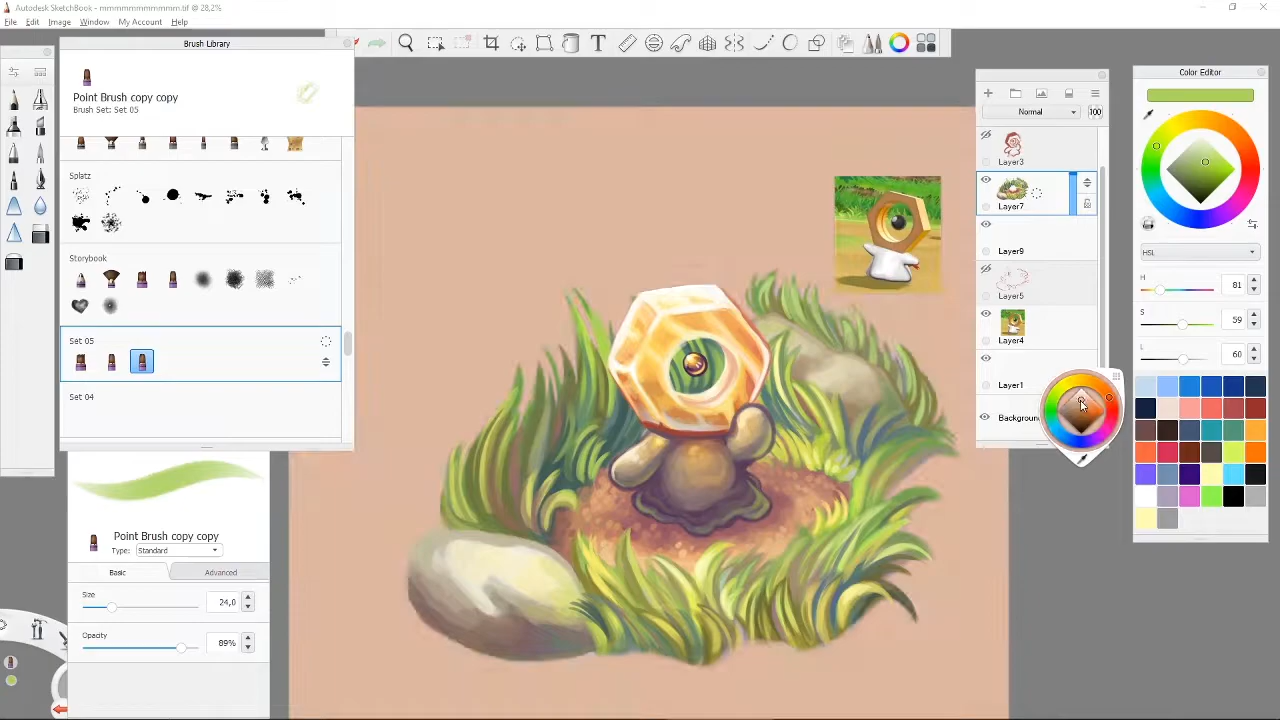 Autodesk SketchBook - mmmmmmmmmmm.tif @ 28,2%
File Edit Image Window My Account Help
Brush Library
Point Brush copy copy
Brush Set: Set 05
Splatz
Storybook
Set 05
Set 04
Point Brush copy copy
Type: Standard
Basic Advanced
Size
24,0
Opacity
89%
Normal 100
Layer3
Layer7
Layer9
Layer5
Layer4
Layer1
Background
Color Editor
HSL
H 81
S 59
L 60